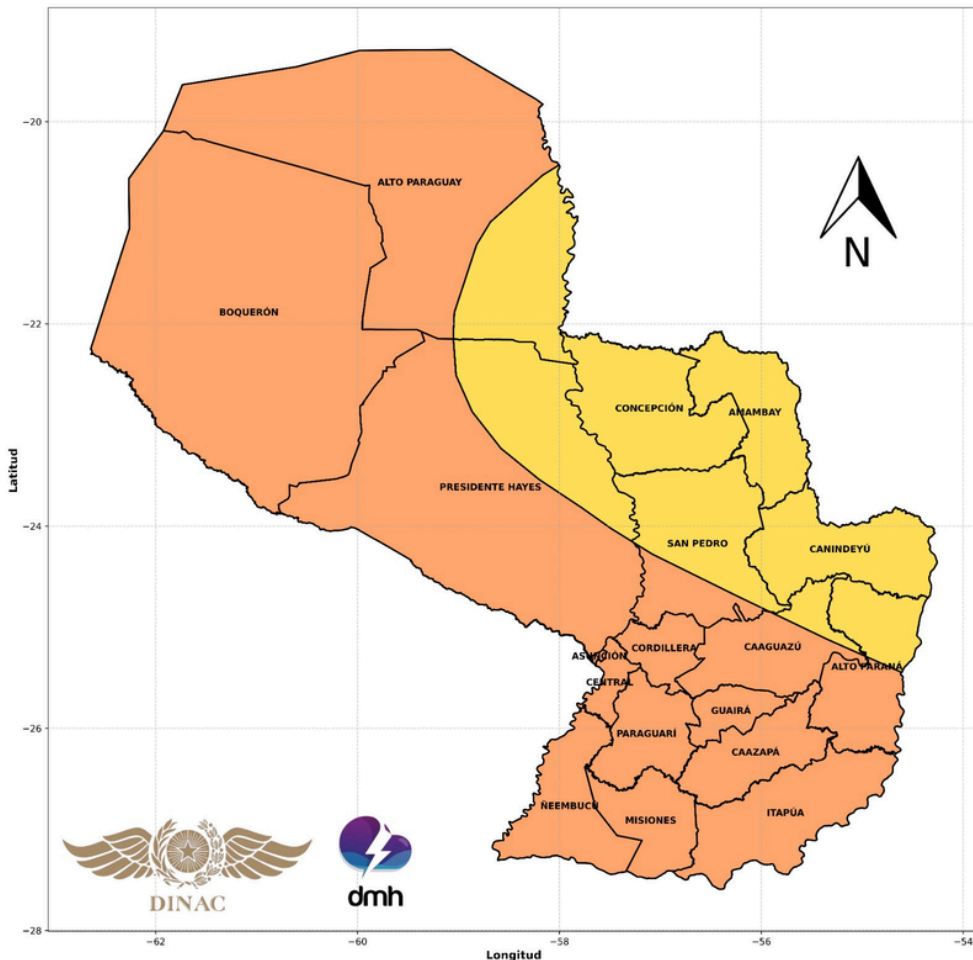 −20
ALTO PARAGUAY
N
BOQUERÓN
−22
CONCEPCIÓN
AMAMBAY
Latitud
PRESIDENTE HAYES
−24
SAN PEDRO
CANINDEYÚ
ASUNCIÓN
CORDILLERA
CAAGUAZÚ
ALTO PARANÁ
CENTRAL
GUAIRÁ
−26
PARAGUARÍ
CAAZAPÁ
ÑEEMBUCÚ
MISIONES
ITAPÚA
DINAC
dmh
−28
−62
−60
−58
−56
−54
Longitud